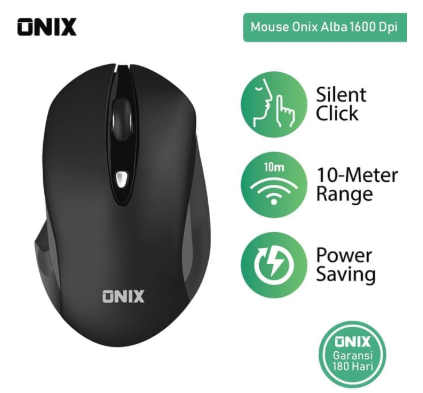 ONIX
Mouse Onix Alba 1600 Dpi
Silent
Click
10m
10-Meter
Range
Power
Saving
ONIX
ONIX
Garansi
180 Hari